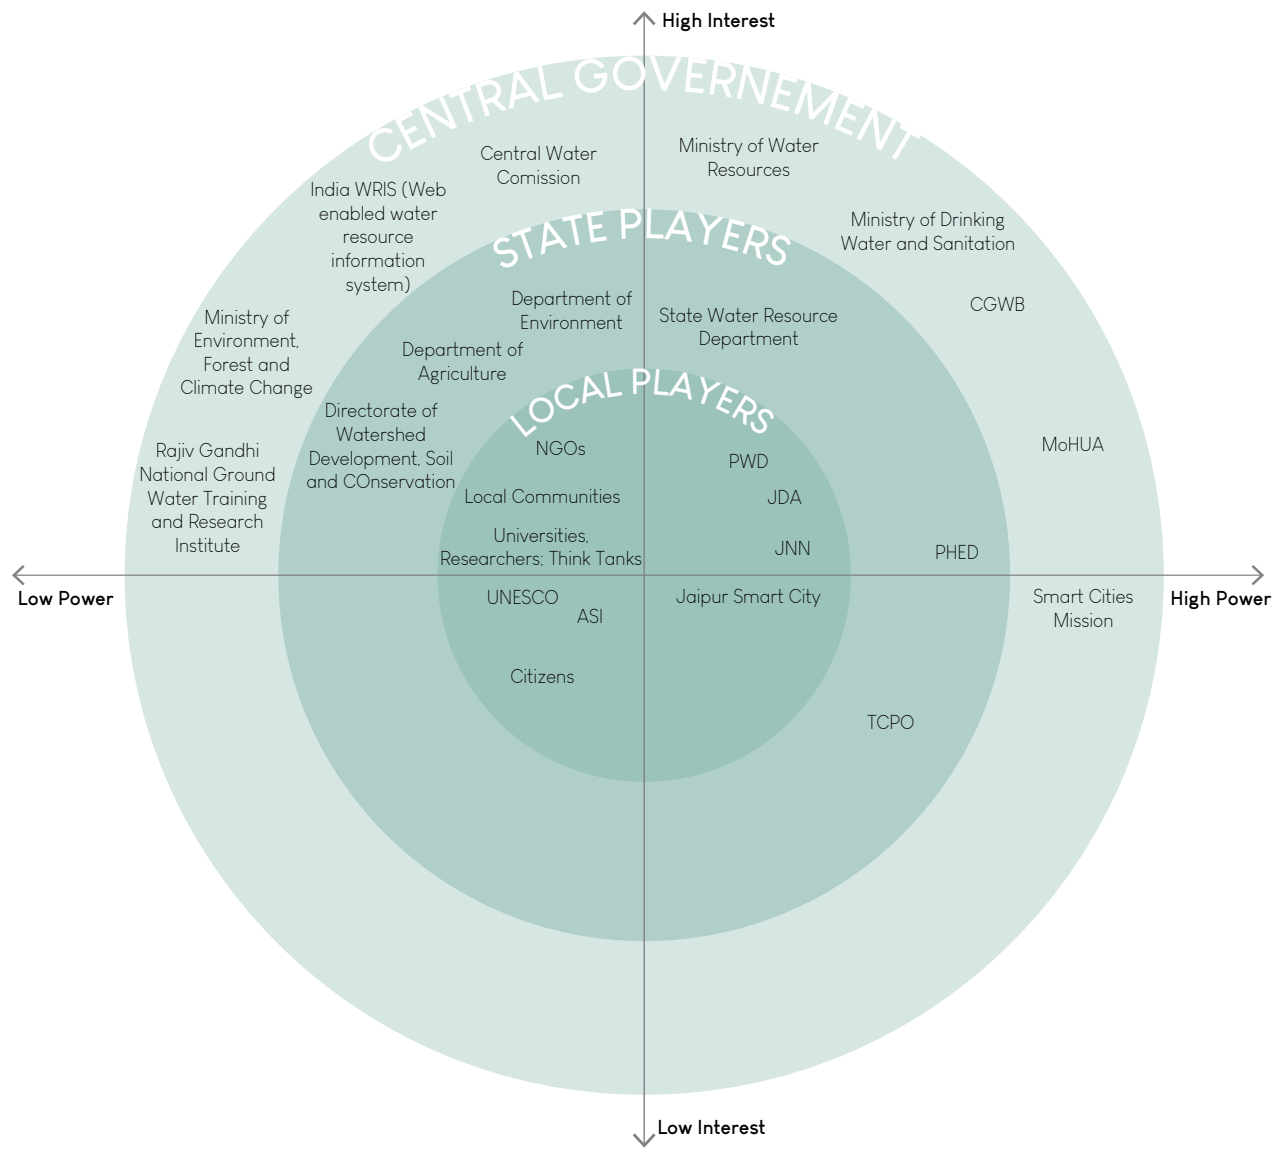 High Interest
CENTRAL GOVERNEMENT
Central Water
Comission
Ministry of Water
Resources
India WRIS (Web
enabled water
resource
information
system)
Ministry of Drinking
Water and Sanitation
STATE PLAYERS
CGWB
Ministry of
Environment,
Forest and
Climate Change
Department of
Environment
State Water Resource
Department
Department of
Agriculture
LOCAL PLAYERS
Directorate of
Watershed
Development, Soil
and COnservation
Rajiv Gandhi
National Ground
Water Training
and Research
Institute
NGOs
PWD
MoHUA
Local Communities
JDA
Universities,
Researchers; Think Tanks
JNN
PHED
Low Power
UNESCO
ASI
Jaipur Smart City
Smart Cities
Mission
High Power
Citizens
TCPO
Low Interest